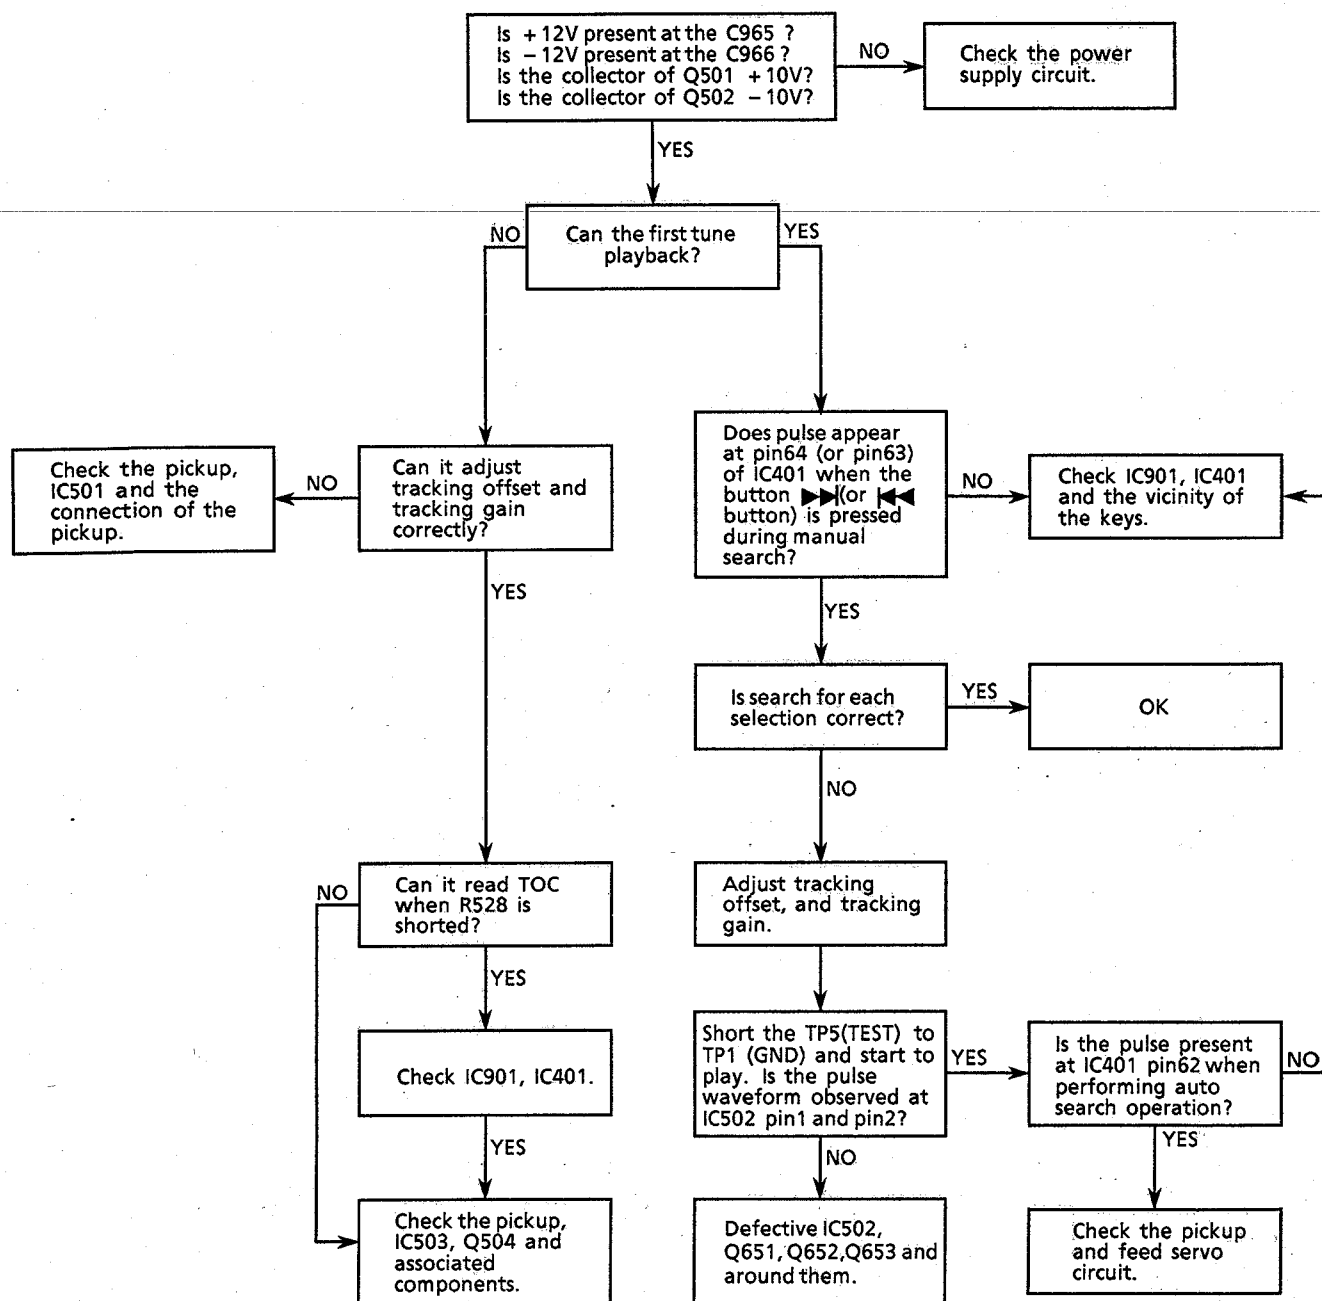 Is +12V present at the C965 ?
Is −12V present at the C966 ?
Is the collector of Q501 +10V?
Is the collector of Q502 −10V?
NO
Check the power
supply circuit.
YES
Can the first tune
playback?
NO
YES
Check the pickup,
IC501 and the
connection of the
pickup.
NO
Can it adjust
tracking offset and
tracking gain
correctly?
YES
Does pulse appear
at pin64 (or pin63)
of IC401 when the
button ▶▶|(or |◀◀
button) is pressed
during manual
search?
NO
Check IC901, IC401
and the vicinity of
the keys.
YES
Is search for each
selection correct?
YES
OK
NO
Can it read TOC
when R528 is
shorted?
NO
YES
Adjust tracking
offset, and tracking
gain.
Check IC901, IC401.
YES
Short the TP5(TEST) to
TP1 (GND) and start to
play. Is the pulse
waveform observed at
IC502 pin1 and pin2?
YES
Is the pulse present
at IC401 pin62 when
performing auto
search operation?
NO
YES
NO
Check the pickup,
IC503, Q504 and
associated
components.
Defective IC502,
Q651, Q652,Q653 and
around them.
Check the pickup
and feed servo
circuit.